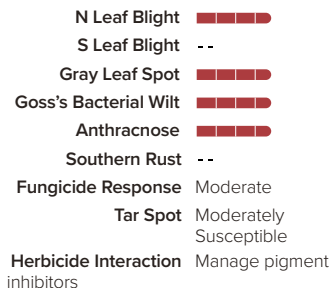 N Leaf Blight
S Leaf Blight --
Gray Leaf Spot
Goss's Bacterial Wilt
Anthracnose
Southern Rust --
Fungicide Response Moderate
Tar Spot Moderately
Susceptible
Herbicide Interaction Manage pigment
inhibitors